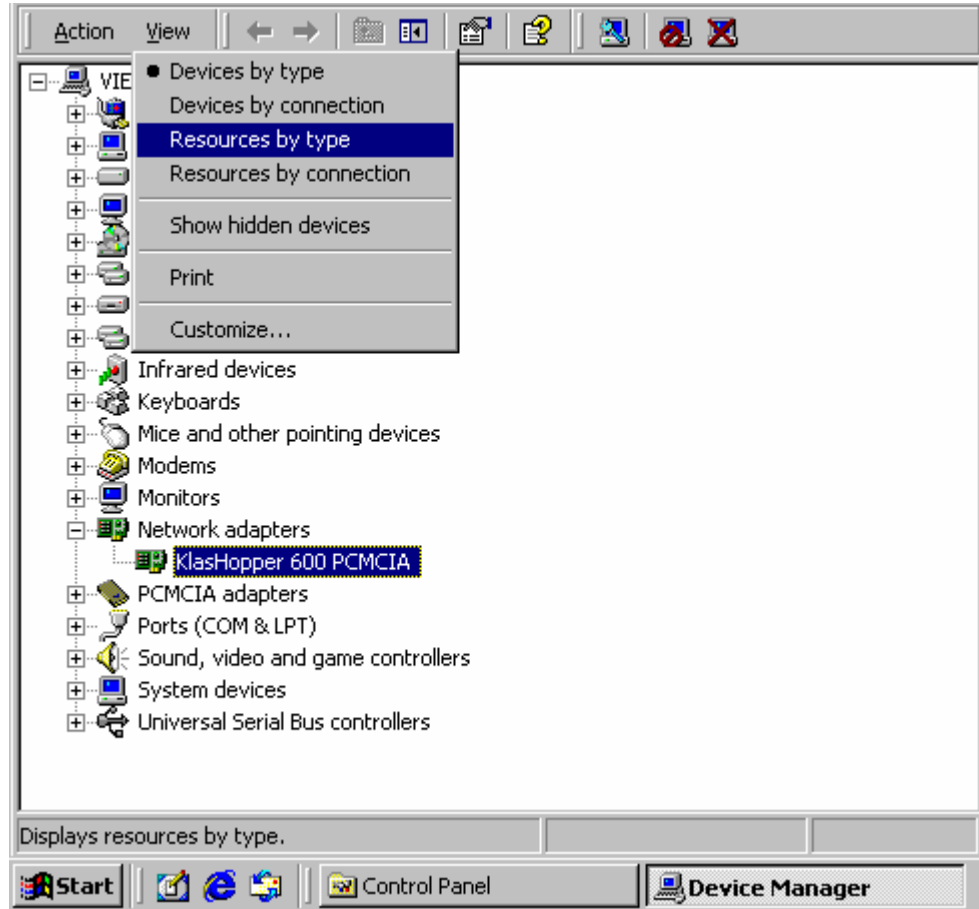 Action View
VIE
Devices by type
Devices by connection
Resources by type
Resources by connection
Show hidden devices
Print
Customize...
Infrared devices
Keyboards
Mice and other pointing devices
Modems
Monitors
Network adapters
KlasHopper 600 PCMCIA
PCMCIA adapters
Ports (COM & LPT)
Sound, video and game controllers
System devices
Universal Serial Bus controllers
Displays resources by type.
Start Control Panel Device Manager